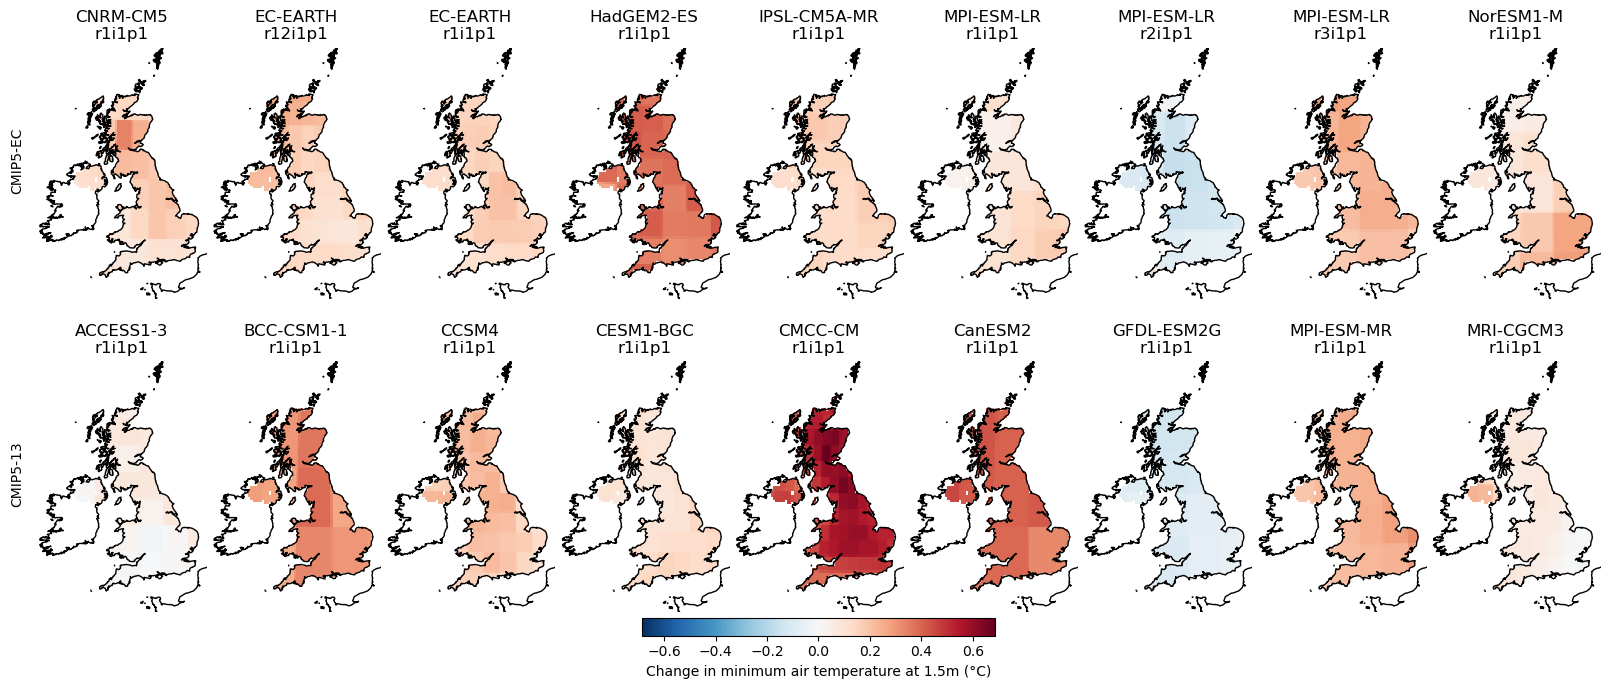 CNRM-CM5
r1i1p1
EC-EARTH
r12i1p1
EC-EARTH
r1i1p1
HadGEM2-ES
r1i1p1
IPSL-CM5A-MR
r1i1p1
MPI-ESM-LR
r1i1p1
MPI-ESM-LR
r2i1p1
MPI-ESM-LR
r3i1p1
NorESM1-M
r1i1p1
CMIP5-EC
ACCESS1-3
r1i1p1
BCC-CSM1-1
r1i1p1
CCSM4
r1i1p1
CESM1-BGC
r1i1p1
CMCC-CM
r1i1p1
CanESM2
r1i1p1
GFDL-ESM2G
r1i1p1
MPI-ESM-MR
r1i1p1
MRI-CGCM3
r1i1p1
CMIP5-13
−0.6 −0.4 −0.2 0.0 0.2 0.4 0.6
Change in minimum air temperature at 1.5m (°C)